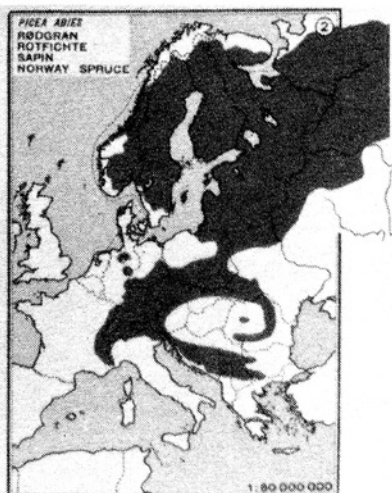 PICEA ABIES
RØDGRAN
ROTFICHTE
SAPIN
NORWAY SPRUCE
2
1:80 000 000